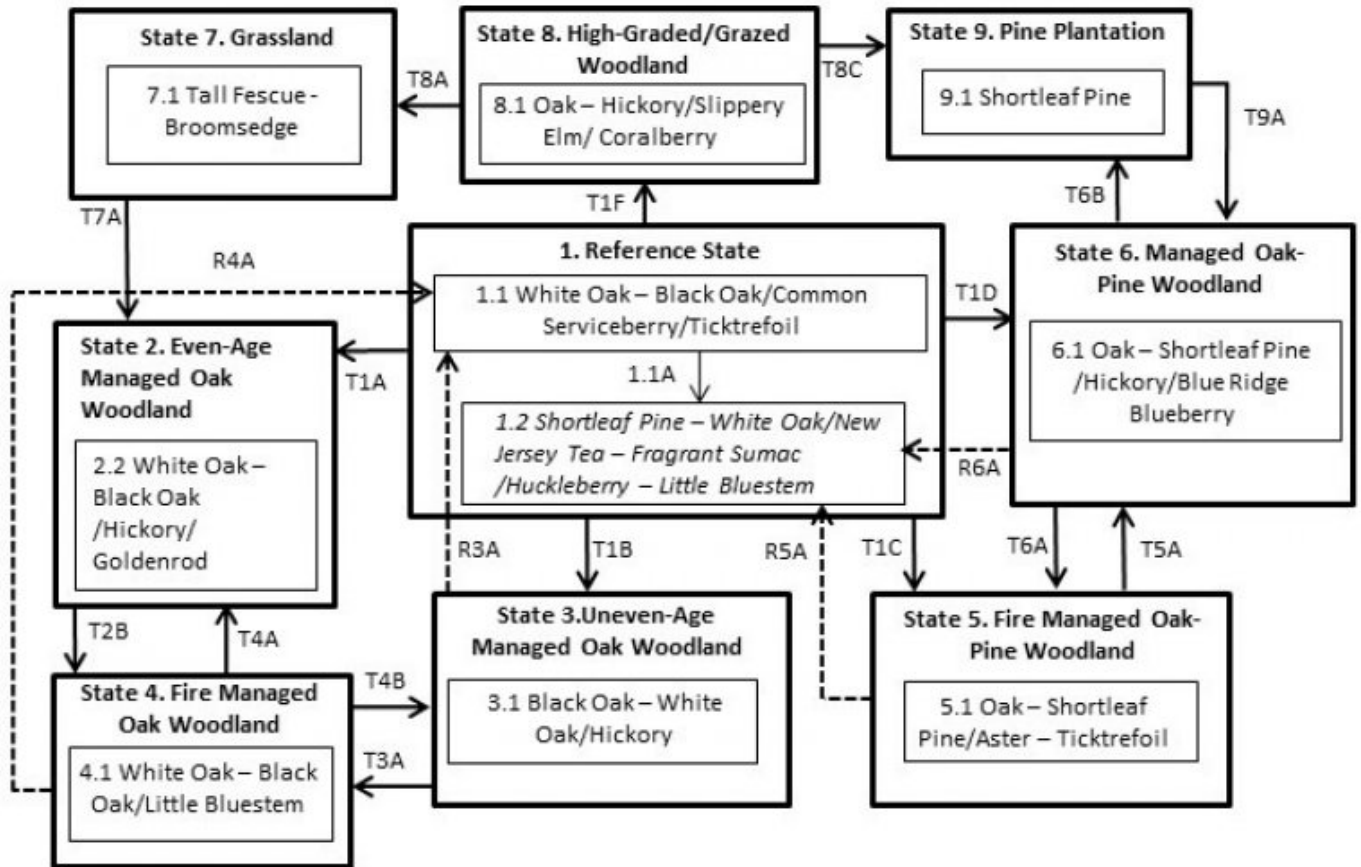 State 7. Grassland
7.1 Tall Fescue -
Broomsedge
T8A
State 8. High-Graded/Grazed
Woodland
8.1 Oak – Hickory/Slippery
Elm/ Coralberry
T8C
State 9. Pine Plantation
9.1 Shortleaf Pine
T9A
T7A
R4A
T1F
T6B
1. Reference State
1.1 White Oak – Black Oak/Common
Serviceberry/Ticktrefoil
1.1A
1.2 Shortleaf Pine – White Oak/New
Jersey Tea – Fragrant Sumac
/Huckleberry – Little Bluestem
T1D
State 6. Managed Oak-
Pine Woodland
6.1 Oak – Shortleaf Pine
/Hickory/Blue Ridge
Blueberry
R6A
State 2. Even-Age
Managed Oak
Woodland
2.2 White Oak –
Black Oak
/Hickory/
Goldenrod
T1A
R3A
T1B
R5A
T1C
T6A
T5A
T2B
T4A
State 4. Fire Managed
Oak Woodland
4.1 White Oak – Black
Oak/Little Bluestem
T4B
T3A
State 3.Uneven-Age
Managed Oak Woodland
3.1 Black Oak – White
Oak/Hickory
State 5. Fire Managed Oak-
Pine Woodland
5.1 Oak – Shortleaf
Pine/Aster – Ticktrefoil